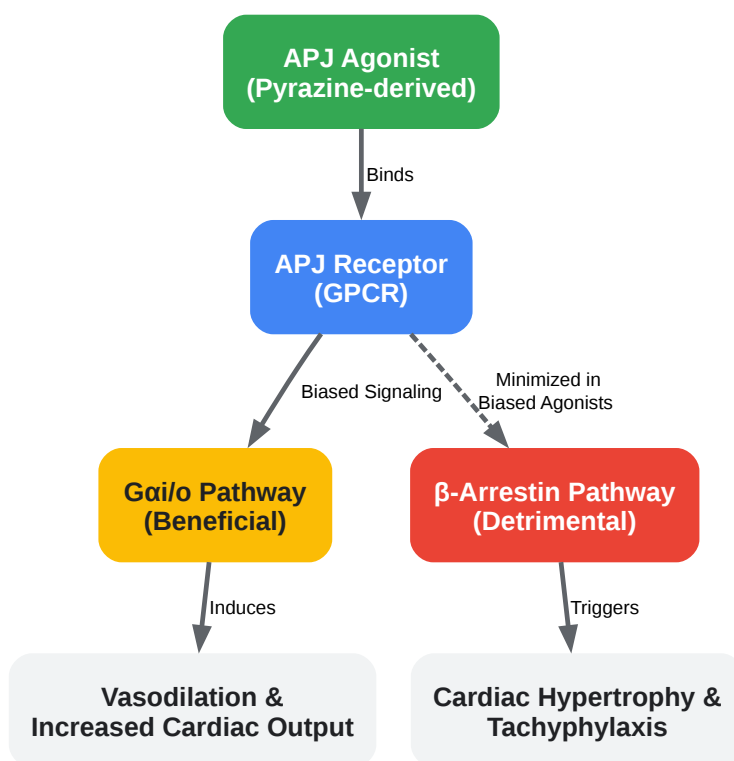 APJ Agonist
(Pyrazine-derived)
Binds
APJ Receptor
(GPCR)
Biased Signaling
Minimized in
Biased Agonists
Gαi/o Pathway
(Beneficial)
β-Arrestin Pathway
(Detrimental)
Induces
Triggers
Vasodilation &
Increased Cardiac Output
Cardiac Hypertrophy &
Tachyphylaxis